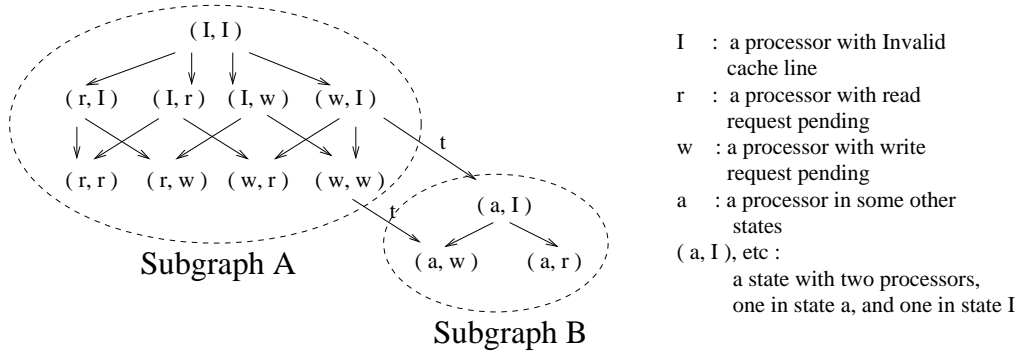 ( I, I )
( r, I ) ( I, r ) ( I, w ) ( w, I )
t
( r, r ) ( r, w ) ( w, r ) ( w, w )
t
( a, I )
( a, w ) ( a, r )
Subgraph A
Subgraph B
I : a processor with Invalid
cache line
r : a processor with read
request pending
w : a processor with write
request pending
a : a processor in some other
states
( a, I ), etc :
a state with two processors,
one in state a, and one in state I